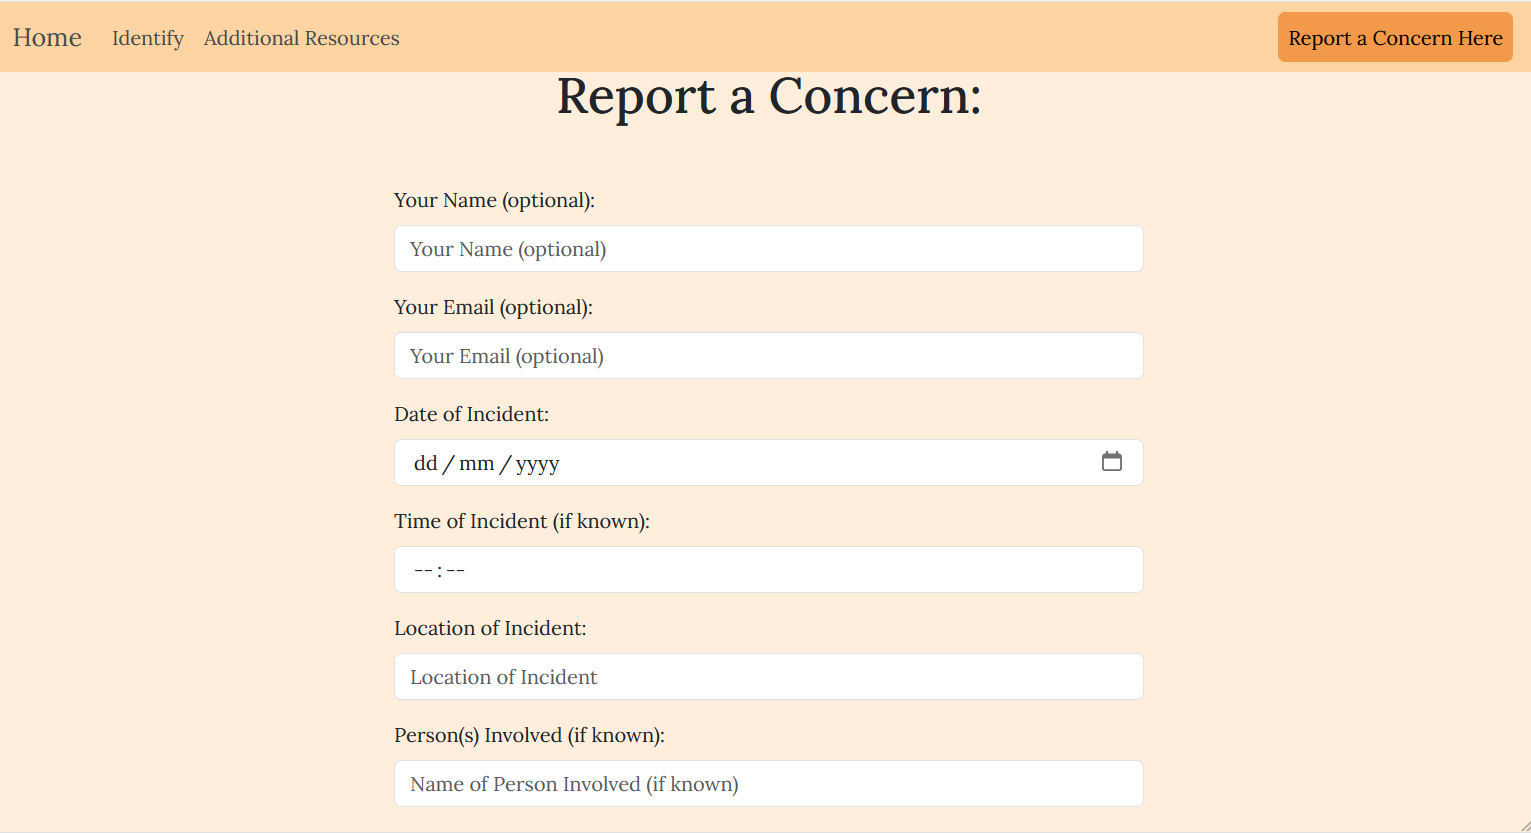 Home Identify Additional Resources Report a Concern Here
Report a Concern:
Your Name (optional):
Your Name (optional)
Your Email (optional):
Your Email (optional)
Date of Incident:
dd/mm/yyyy
Time of Incident (if known):
--:--
Location of Incident:
Location of Incident
Person(s) Involved (if known):
Name of Person Involved (if known)